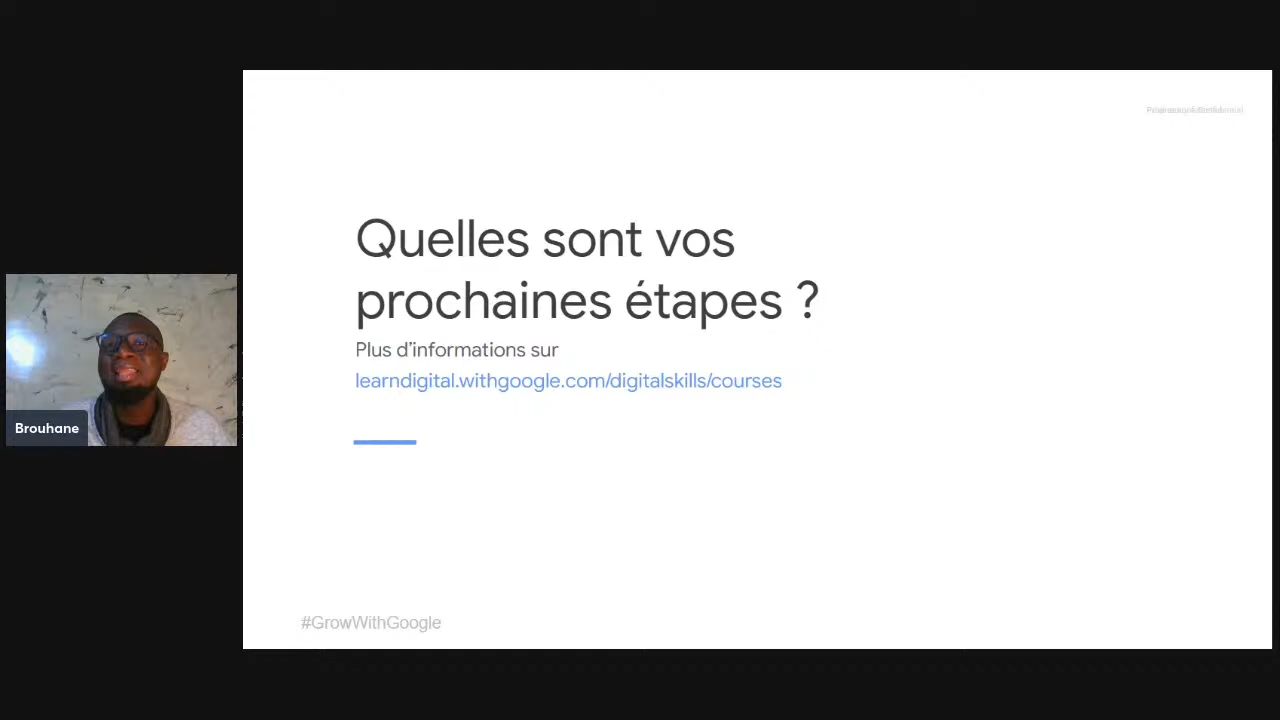 Quelles sont vos
prochaines étapes ?
Plus d’informations sur
learndigital.withgoogle.com/digitalskills/courses
Brouhane
#GrowWithGoogle